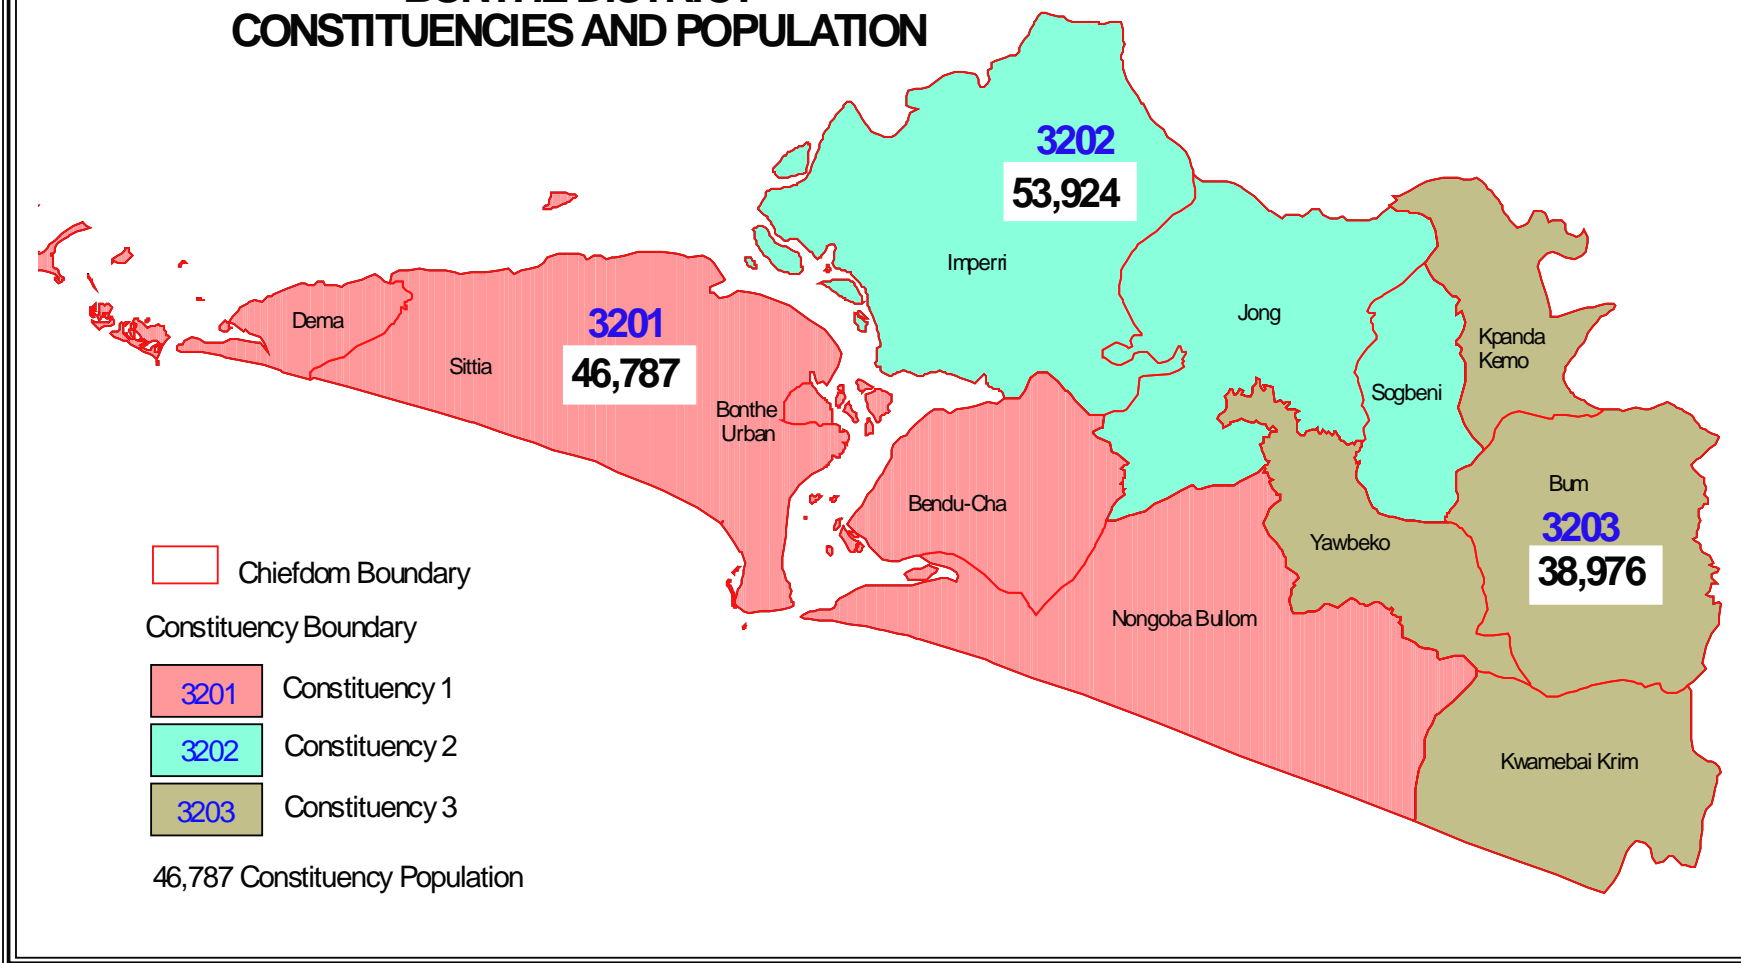 BONTHE DISTRICT
CONSTITUENCIES AND POPULATION
3202
53,924
Imperri
Dema
3201
Sittia
46,787
Bonthe
Urban
Jong
Kpanda
Kemo
Sogbeni
Bendu-Cha
Bum
3203
38,976
Yawbeko
Nongoba Bullom
Kwamebai Krim
Chiefdom Boundary
Constituency Boundary
3201 Constituency 1
3202 Constituency 2
3203 Constituency 3
46,787 Constituency Population